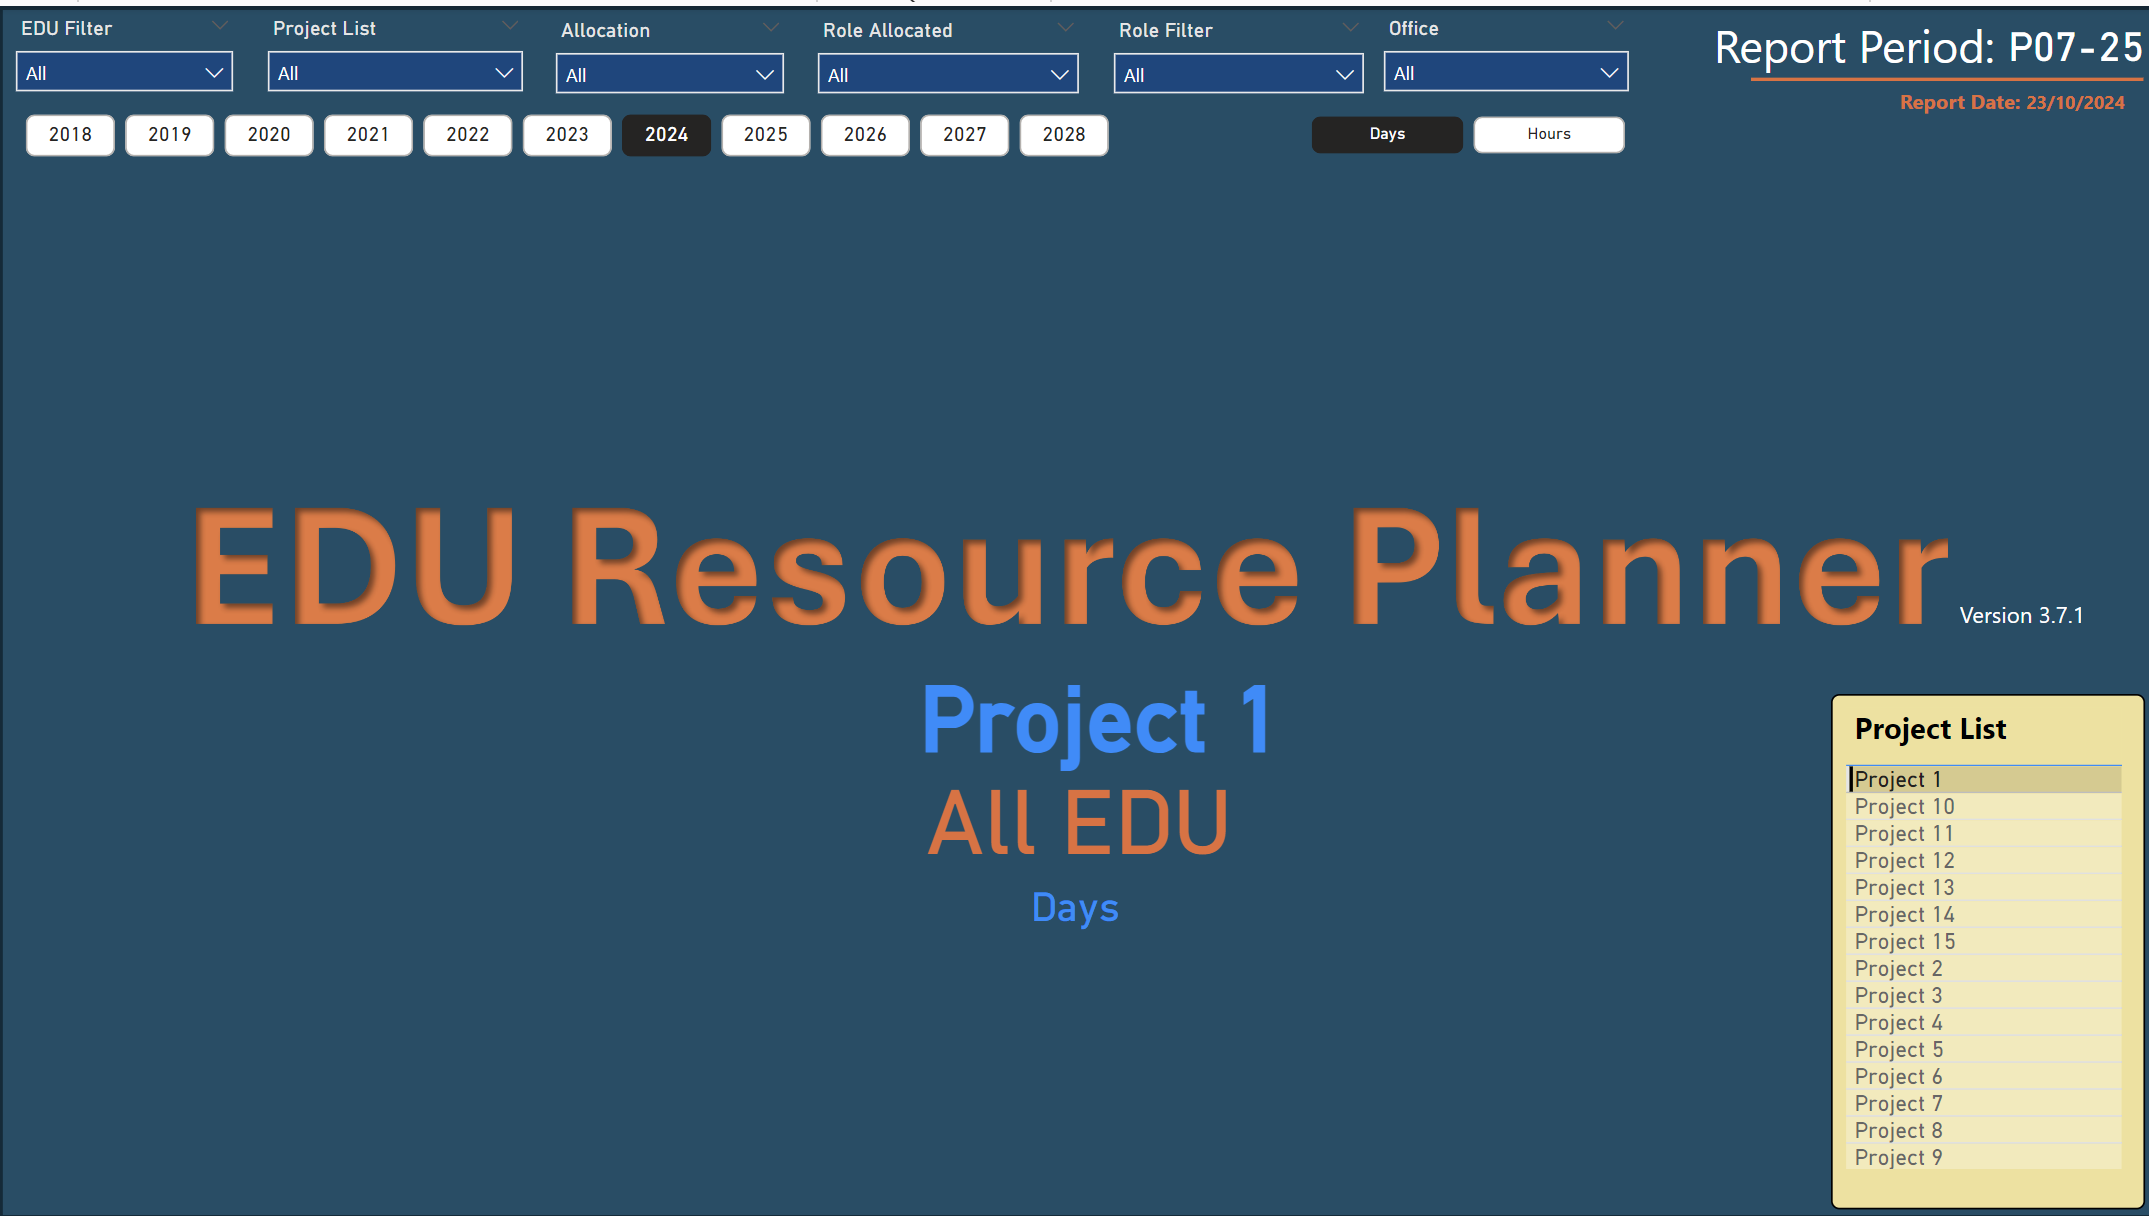 EDU Filter Project List Allocation Role Allocated Role Filter Office
All All All All All All
Report Period: P07-25
Report Date: 23/10/2024
2018 2019 2020 2021 2022 2023 2024 2025 2026 2027 2028 Days Hours
EDU Resource Planner
Version 3.7.1
Project 1
All EDU
Days
Project List
Project 1
Project 10
Project 11
Project 12
Project 13
Project 14
Project 15
Project 2
Project 3
Project 4
Project 5
Project 6
Project 7
Project 8
Project 9